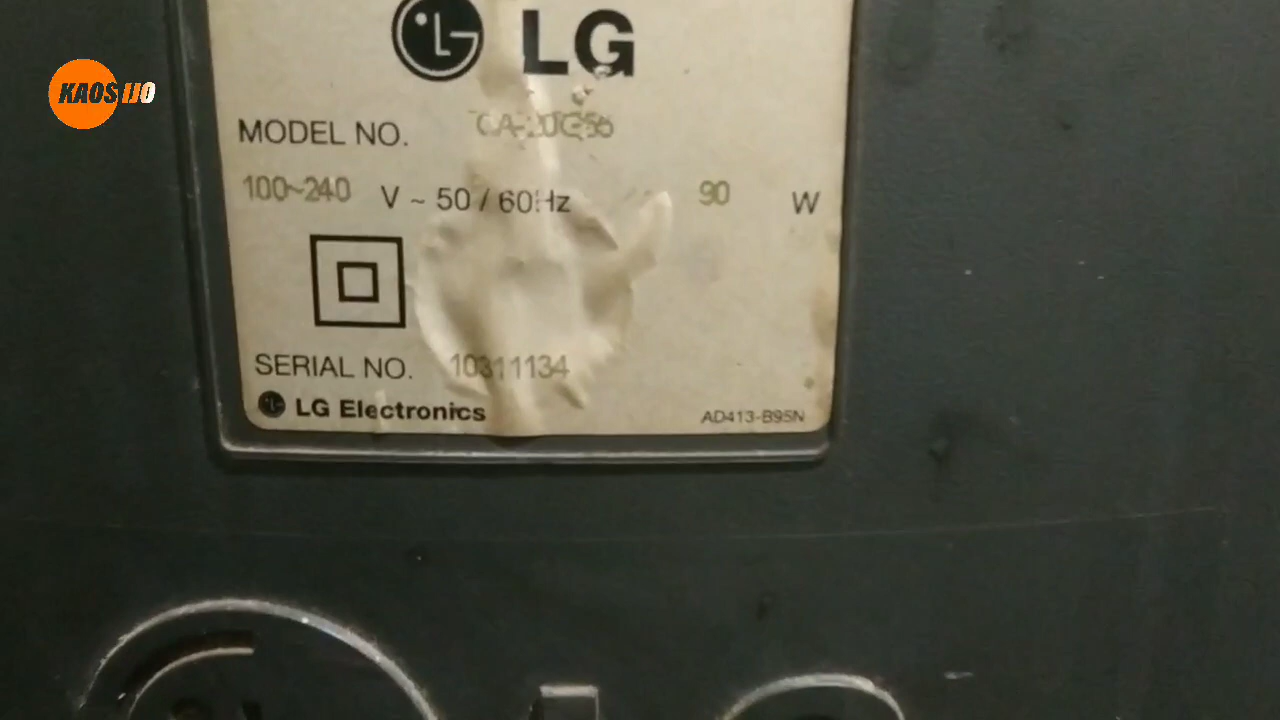 LG
KAOS IJO
MODEL NO.
100~240 V ~ 50 / 60Hz 90 W
SERIAL NO. 10311134
LG Electronics
AD413-B95N